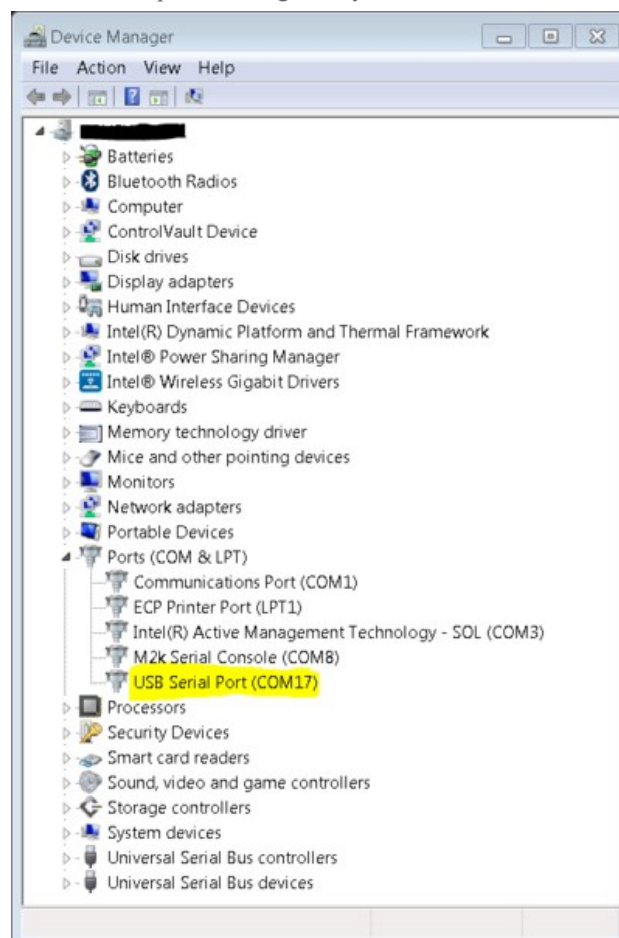 Device Manager
File Action View Help
Batteries
Bluetooth Radios
Computer
ControlVault Device
Disk drives
Display adapters
Human Interface Devices
Intel(R) Dynamic Platform and Thermal Framework
Intel® Power Sharing Manager
Intel® Wireless Gigabit Drivers
Keyboards
Memory technology driver
Mice and other pointing devices
Monitors
Network adapters
Portable Devices
Ports (COM & LPT)
Communications Port (COM1)
ECP Printer Port (LPT1)
Intel(R) Active Management Technology - SOL (COM3)
M2k Serial Console (COM8)
USB Serial Port (COM17)
Processors
Security Devices
Smart card readers
Sound, video and game controllers
Storage controllers
System devices
Universal Serial Bus controllers
Universal Serial Bus devices